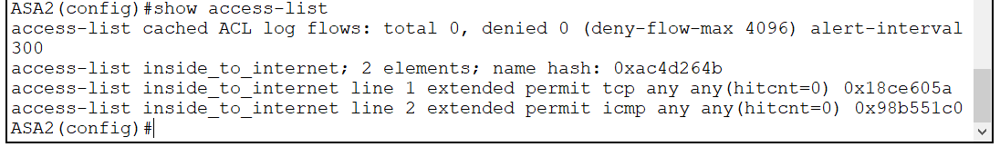 ASA2(config)#show access-list
access-list cached ACL log flows: total 0, denied 0 (deny-flow-max 4096) alert-interval
300
access-list inside_to_internet; 2 elements; name hash: 0xac4d264b
access-list inside_to_internet line 1 extended permit tcp any any(hitcnt=0) 0x18ce605a
access-list inside_to_internet line 2 extended permit icmp any any(hitcnt=0) 0x98b551c0
ASA2(config)#